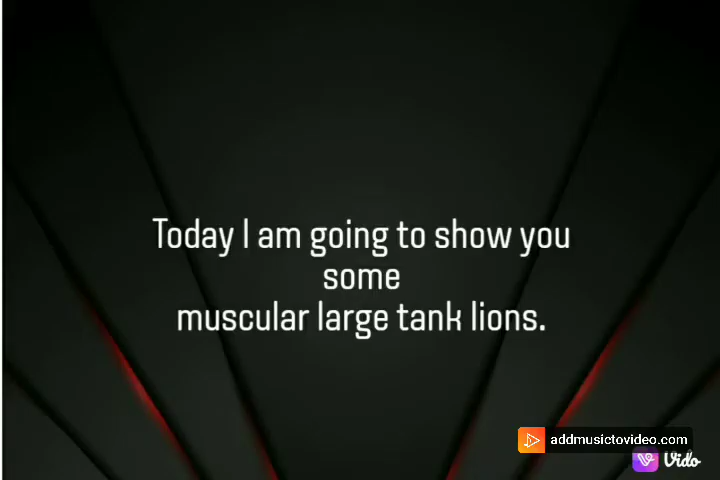 Today I am going to show you
some
muscular large tank lions.
addmusictovideo.com
Vido